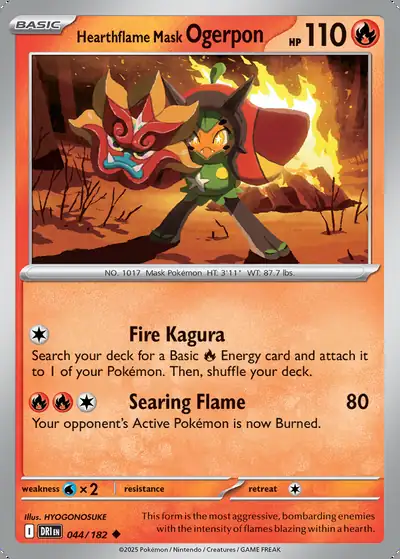 BASIC
Hearthflame Mask Ogerpon
HP 110
NO. 1017 Mask Pokémon HT: 3'11" WT: 87.7 lbs.
Fire Kagura
Search your deck for a Basic Energy card and attach it
to 1 of your Pokémon. Then, shuffle your deck.
Searing Flame 80
Your opponent's Active Pokémon is now Burned.
weakness ×2 resistance retreat
Illus. HYOGONOSUKE
I DRI EN 044/182
This form is the most aggressive, bombarding enemies
with the intensity of flames blazing within its heart.
©2025 Pokémon / Nintendo / Creatures / GAME FREAK